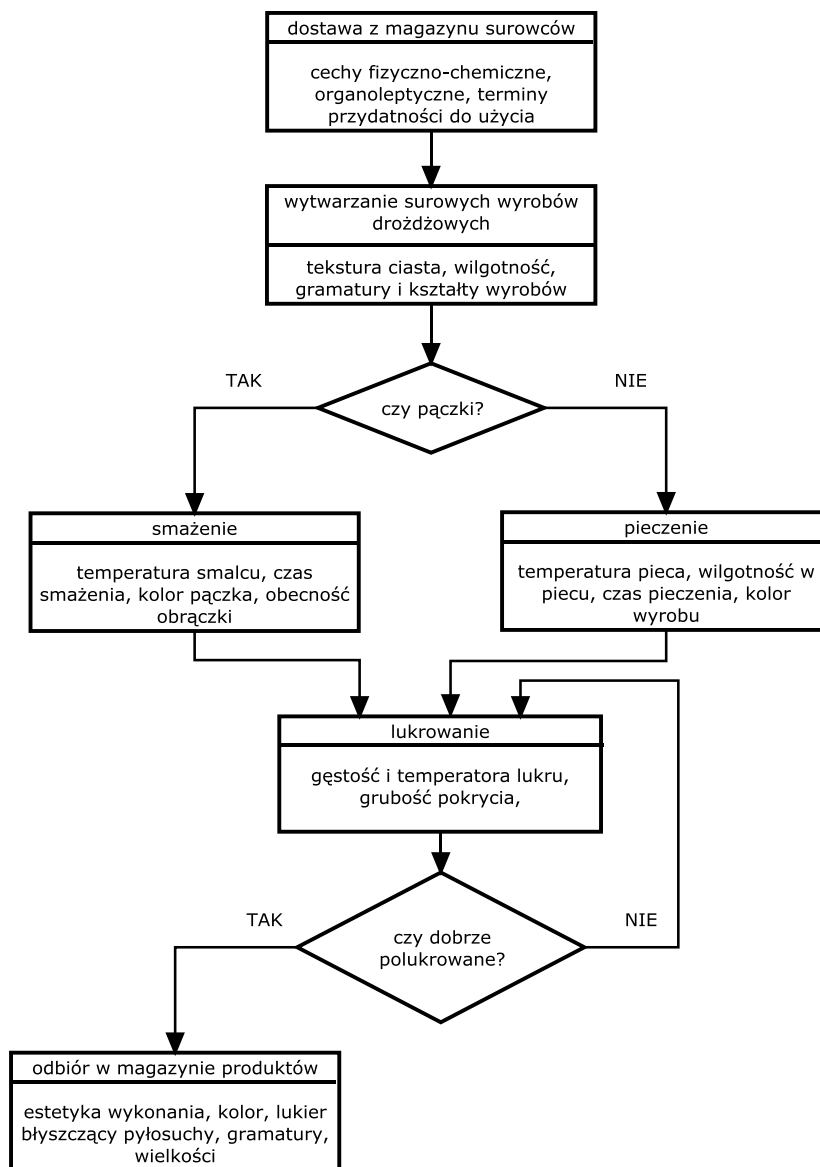 dostawa z magazynu surowców
cechy fizyczno-chemiczne,
organoleptyczne, terminy
przydatności do użycia
wytwarzanie surowych wyrobów
drożdżowych
tekstura ciasta, wilgotność,
gramatury i kształty wyrobów
TAK
NIE
czy pączki?
smażenie
temperatura smalcu, czas
smażenia, kolor pączka, obecność
obrączki
pieczenie
temperatura pieca, wilgotność w
piecu, czas pieczenia, kolor
wyrobu
lukrowanie
gęstość i temperatora lukru,
grubość pokrycia,
TAK
NIE
czy dobrze
polukrowane?
odbiór w magazynie produktów
estetyka wykonania, kolor, lukier
błyszczący pyłosuchy, gramatury,
wielkości